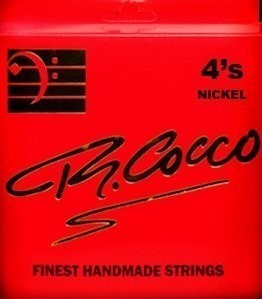 4's
NICKEL
R. Cocco
FINEST HANDMADE STRINGS